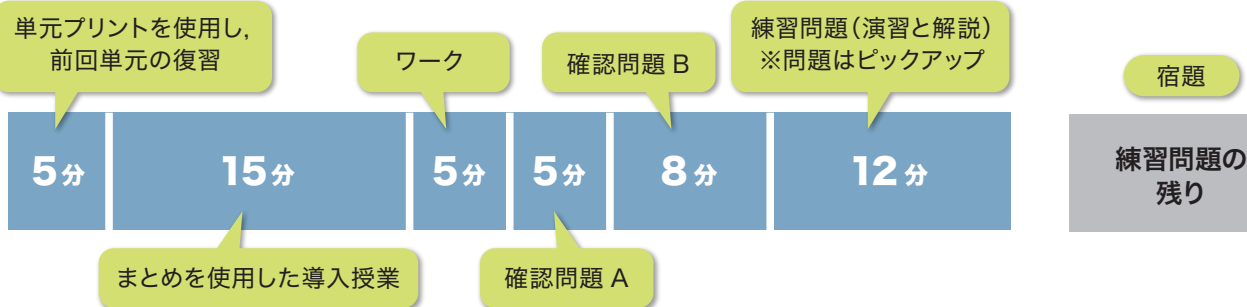 単元プリントを使用し，
前回単元の復習
ワーク
確認問題 B
練習問題（演習と解説）
※問題はピックアップ
宿題
5分
15分
5分
5分
8分
12分
練習問題の
残り
まとめを使用した導入授業
確認問題 A